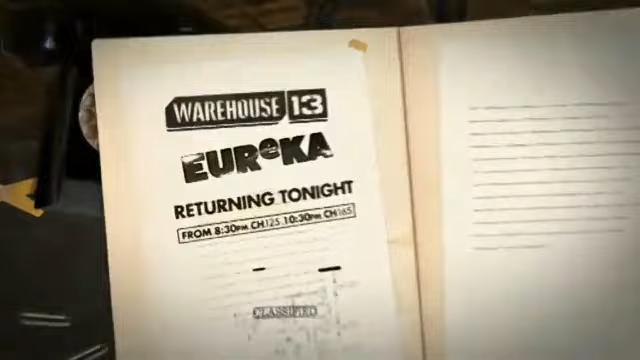 WAREHOUSE 13
EUReKA
RETURNING TONIGHT
FROM 8:30PM CH125 10:30PM CH165
CLASSIFIED